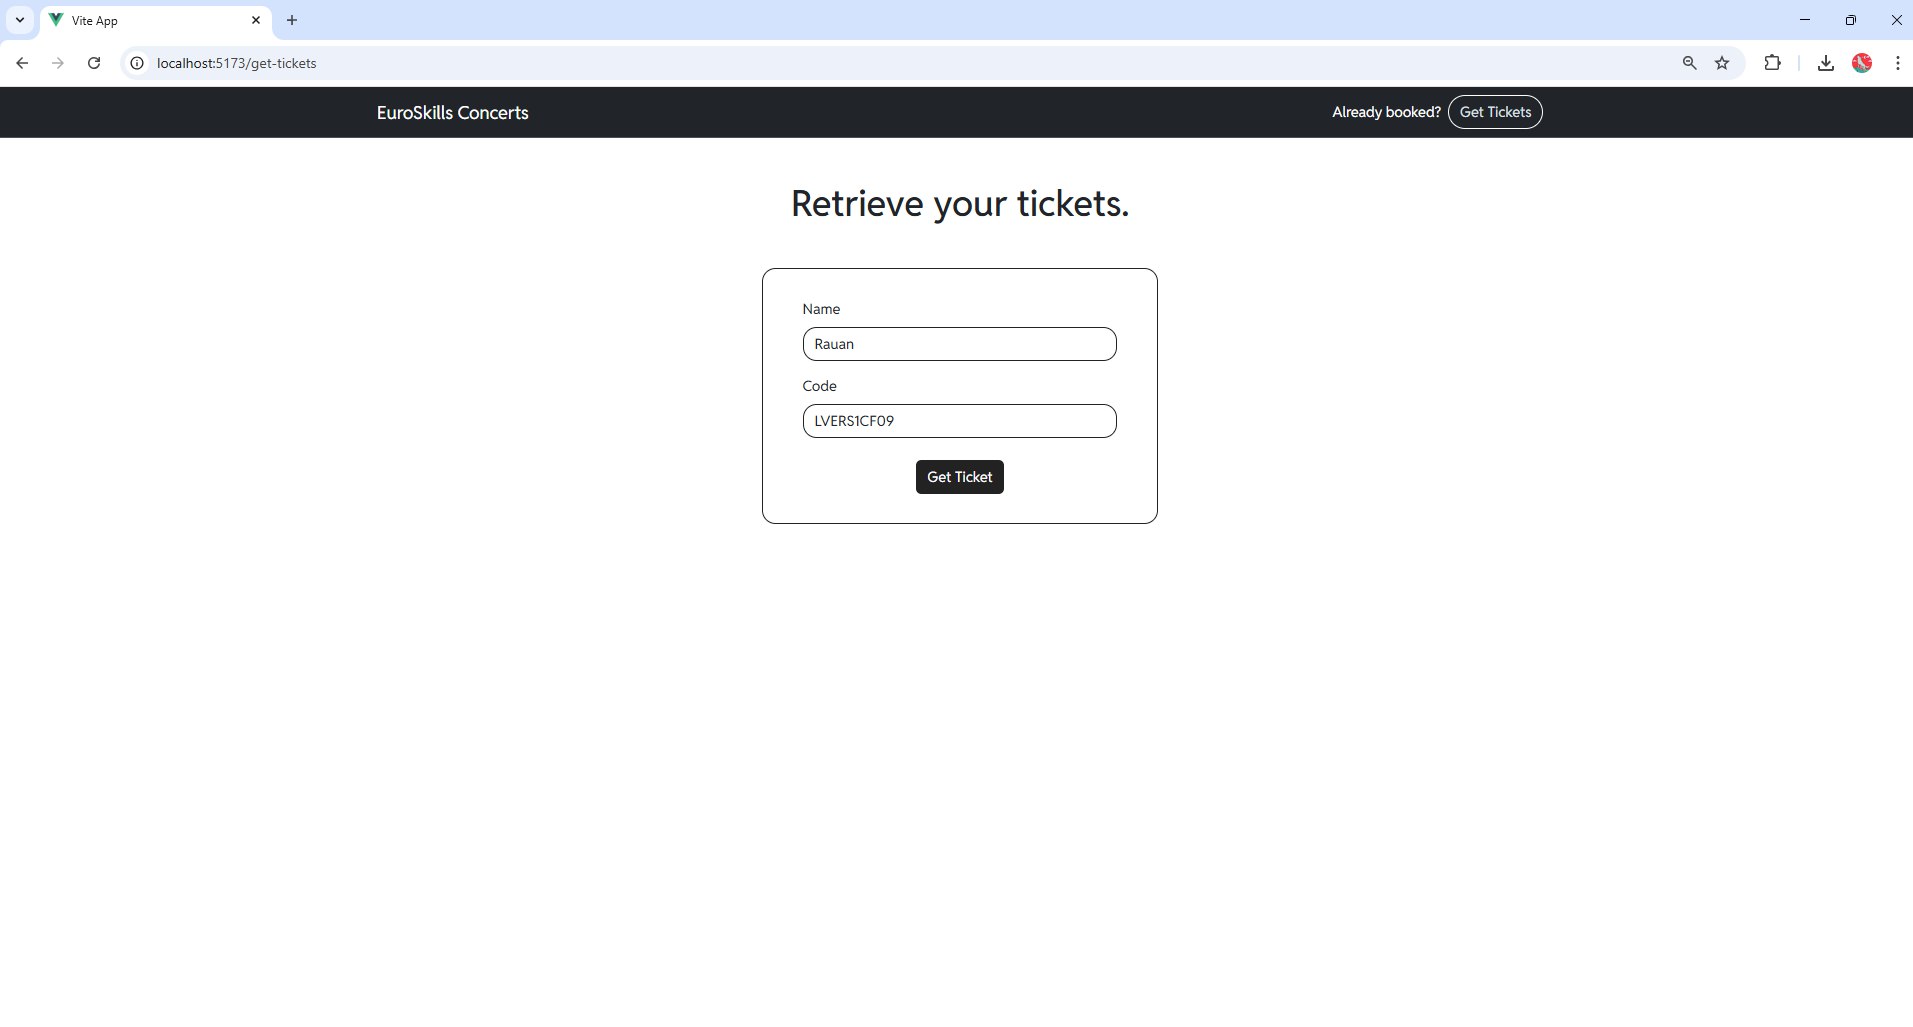 Vite App
localhost:5173/get-tickets
EuroSkills Concerts
Already booked? Get Tickets
Retrieve your tickets.
Name
Rauan
Code
LVERS1CF09
Get Ticket